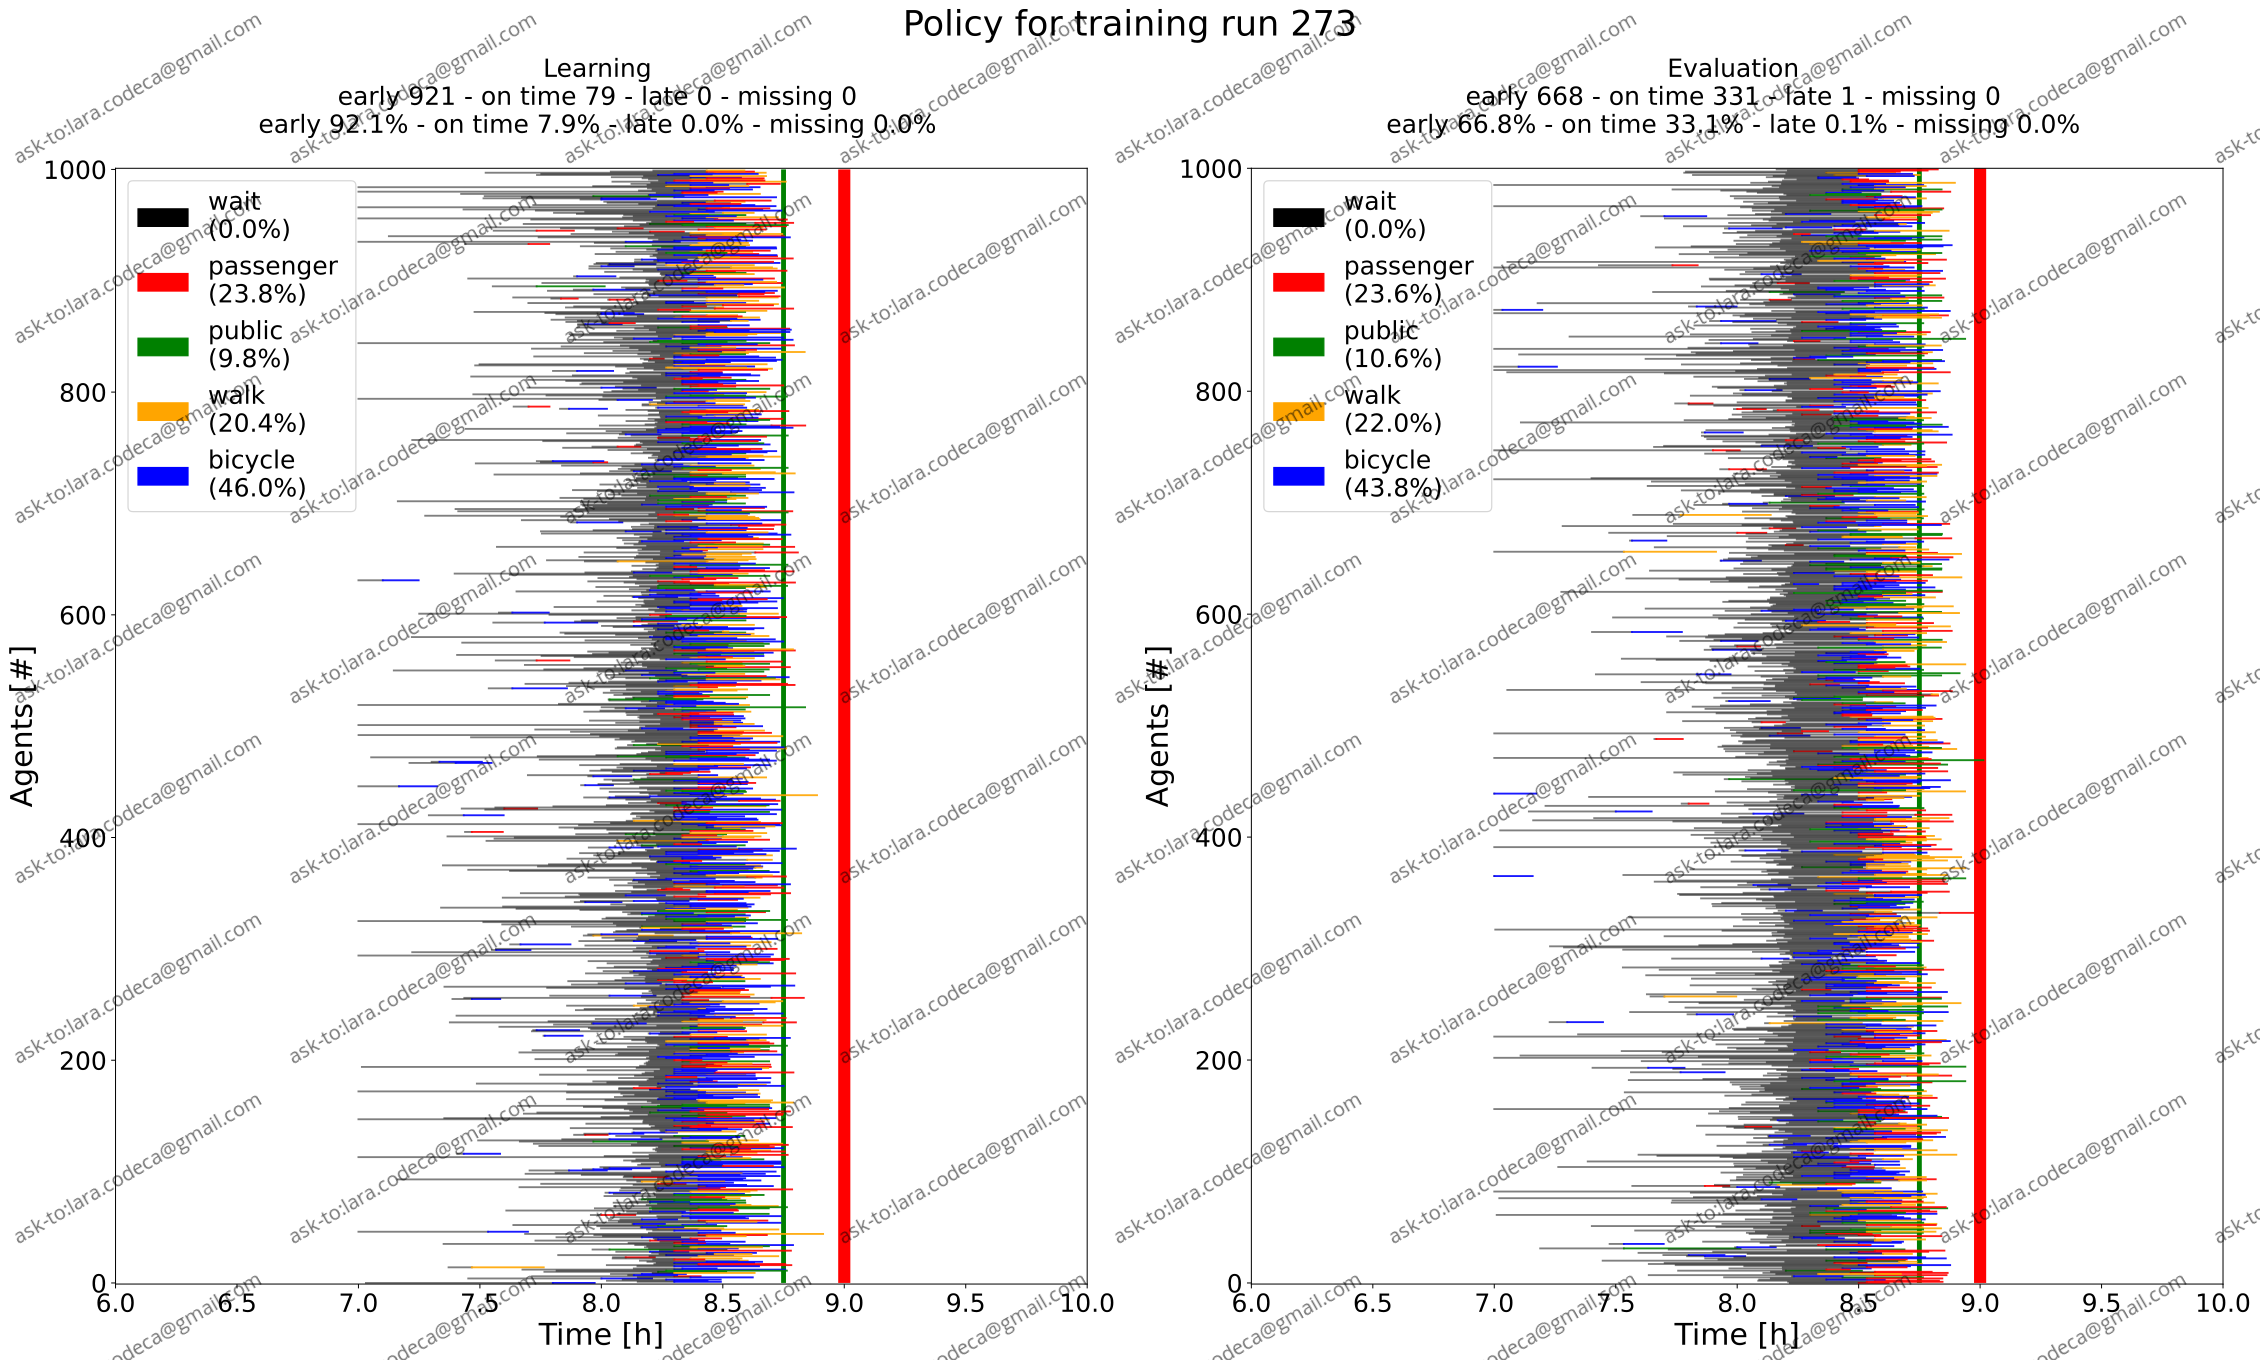 Policy for training run 273
Learning
early 921 - on time 79 - late 0 - missing 0
early 92.1% - on time 7.9% - late 0.0% - missing 0.0%
Evaluation
early 668 - on time 331 - late 1 - missing 0
early 66.8% - on time 33.1% - late 0.1% - missing 0.0%
wait
(0.0%)
passenger
(23.8%)
public
(9.8%)
walk
(20.4%)
bicycle
(46.0%)
wait
(0.0%)
passenger
(23.6%)
public
(10.6%)
walk
(22.0%)
bicycle
(43.8%)
Agents [#]
1000
800
600
400
200
0
6.0 6.5 7.0 7.5 8.0 8.5 9.0 9.5 10.0
Time [h]
Agents [#]
1000
800
600
400
200
0
6.0 6.5 7.0 7.5 8.0 8.5 9.0 9.5 10.0
Time [h]
ask-to:lara.codeca@gmail.com